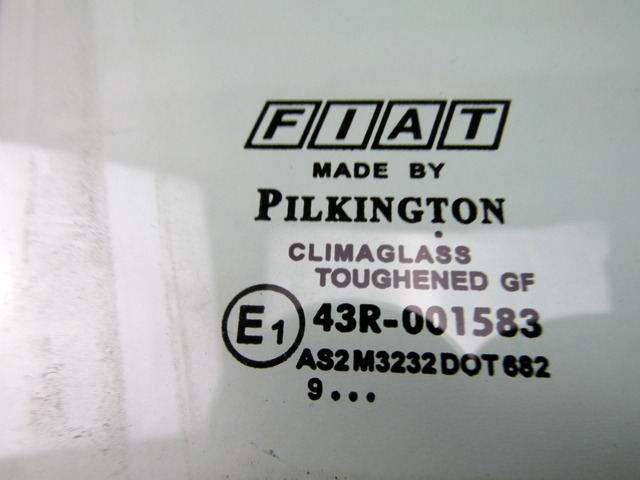 FIAT
MADE BY
PILKINGTON
CLIMAGLASS
TOUGHENED GF
E1 43R-001583
AS2 M3232 DOT 682
9...